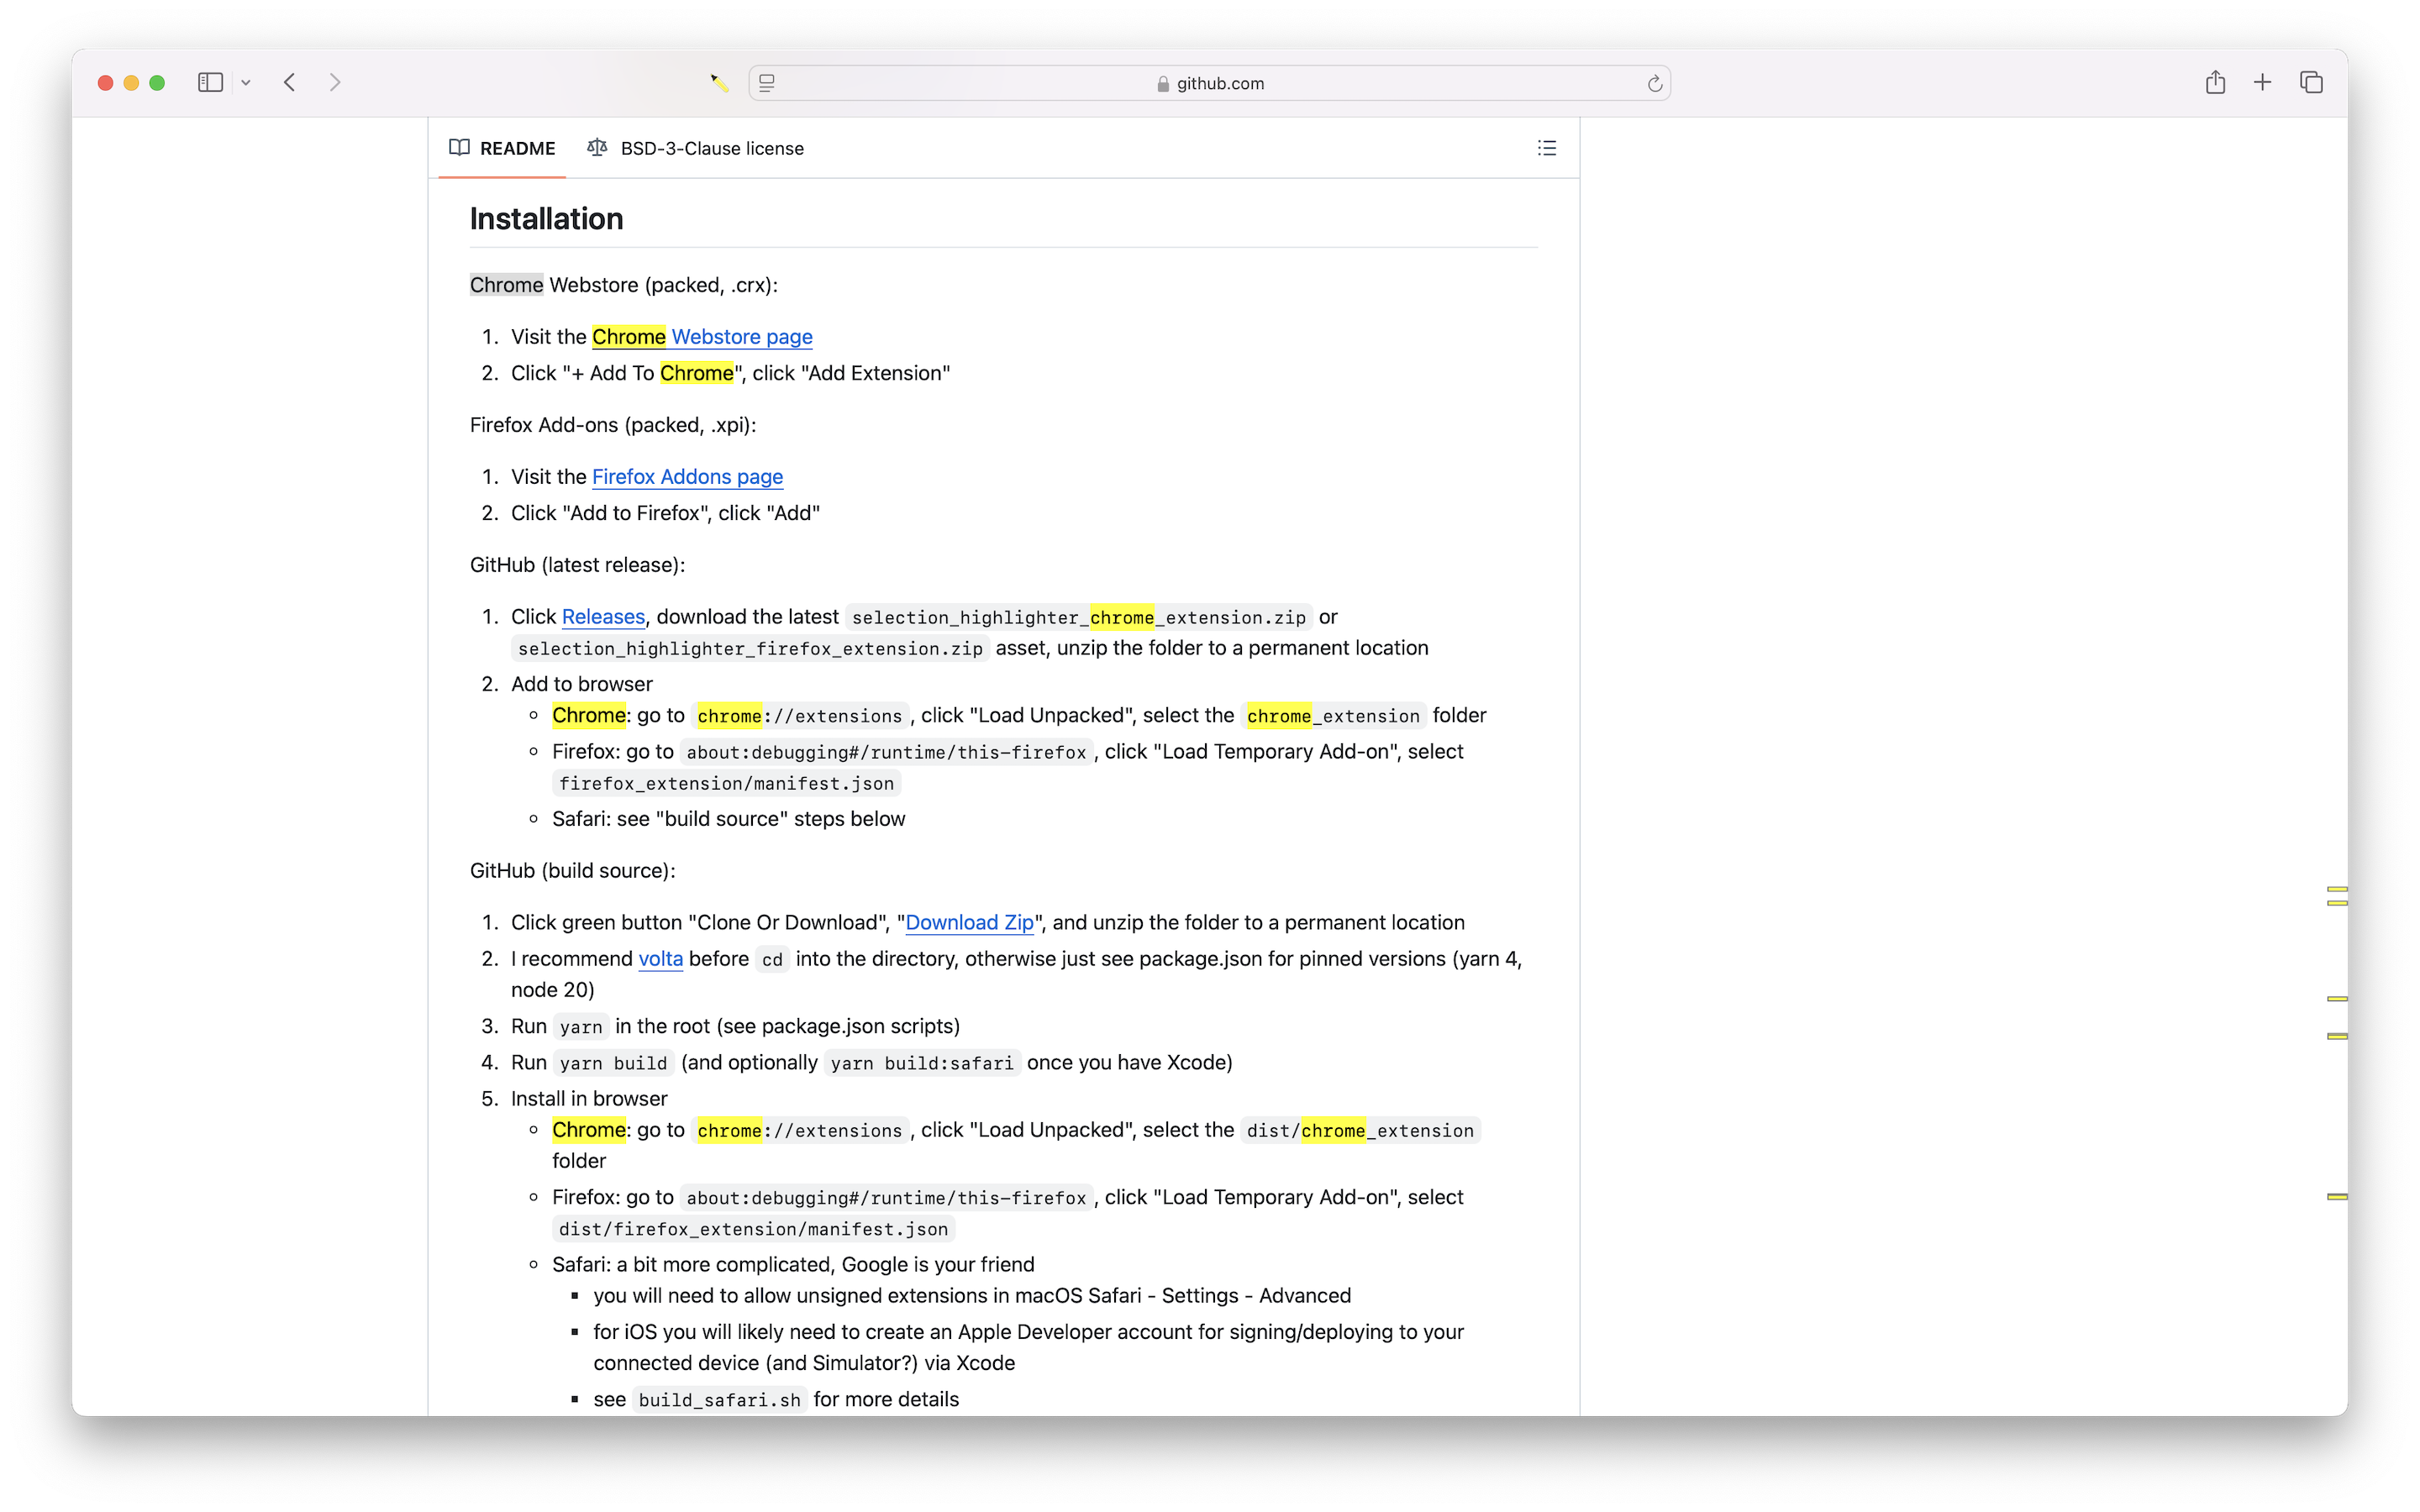 github.com
README
BSD-3-Clause license
Installation
Chrome Webstore (packed, .crx):
1. Visit the Chrome Webstore page
2. Click "+ Add To Chrome", click "Add Extension"
Firefox Add-ons (packed, .xpi):
1. Visit the Firefox Addons page
2. Click "Add to Firefox", click "Add"
GitHub (latest release):
1. Click Releases, download the latest selection_highlighter_chrome_extension.zip or
selection_highlighter_firefox_extension.zip asset, unzip the folder to a permanent location
2. Add to browser
Chrome: go to chrome://extensions, click "Load Unpacked", select the chrome_extension folder
Firefox: go to about:debugging#/runtime/this-firefox, click "Load Temporary Add-on", select
firefox_extension/manifest.json
Safari: see "build source" steps below
GitHub (build source):
1. Click green button "Clone Or Download", "Download Zip", and unzip the folder to a permanent location
2. I recommend volta before cd into the directory, otherwise just see package.json for pinned versions (yarn 4,
node 20)
3. Run yarn in the root (see package.json scripts)
4. Run yarn build (and optionally yarn build:safari once you have Xcode)
5. Install in browser
Chrome: go to chrome://extensions, click "Load Unpacked", select the dist/chrome_extension
folder
Firefox: go to about:debugging#/runtime/this-firefox, click "Load Temporary Add-on", select
dist/firefox_extension/manifest.json
Safari: a bit more complicated, Google is your friend
you will need to allow unsigned extensions in macOS Safari - Settings - Advanced
for iOS you will likely need to create an Apple Developer account for signing/deploying to your
connected device (and Simulator?) via Xcode
see build_safari.sh for more details